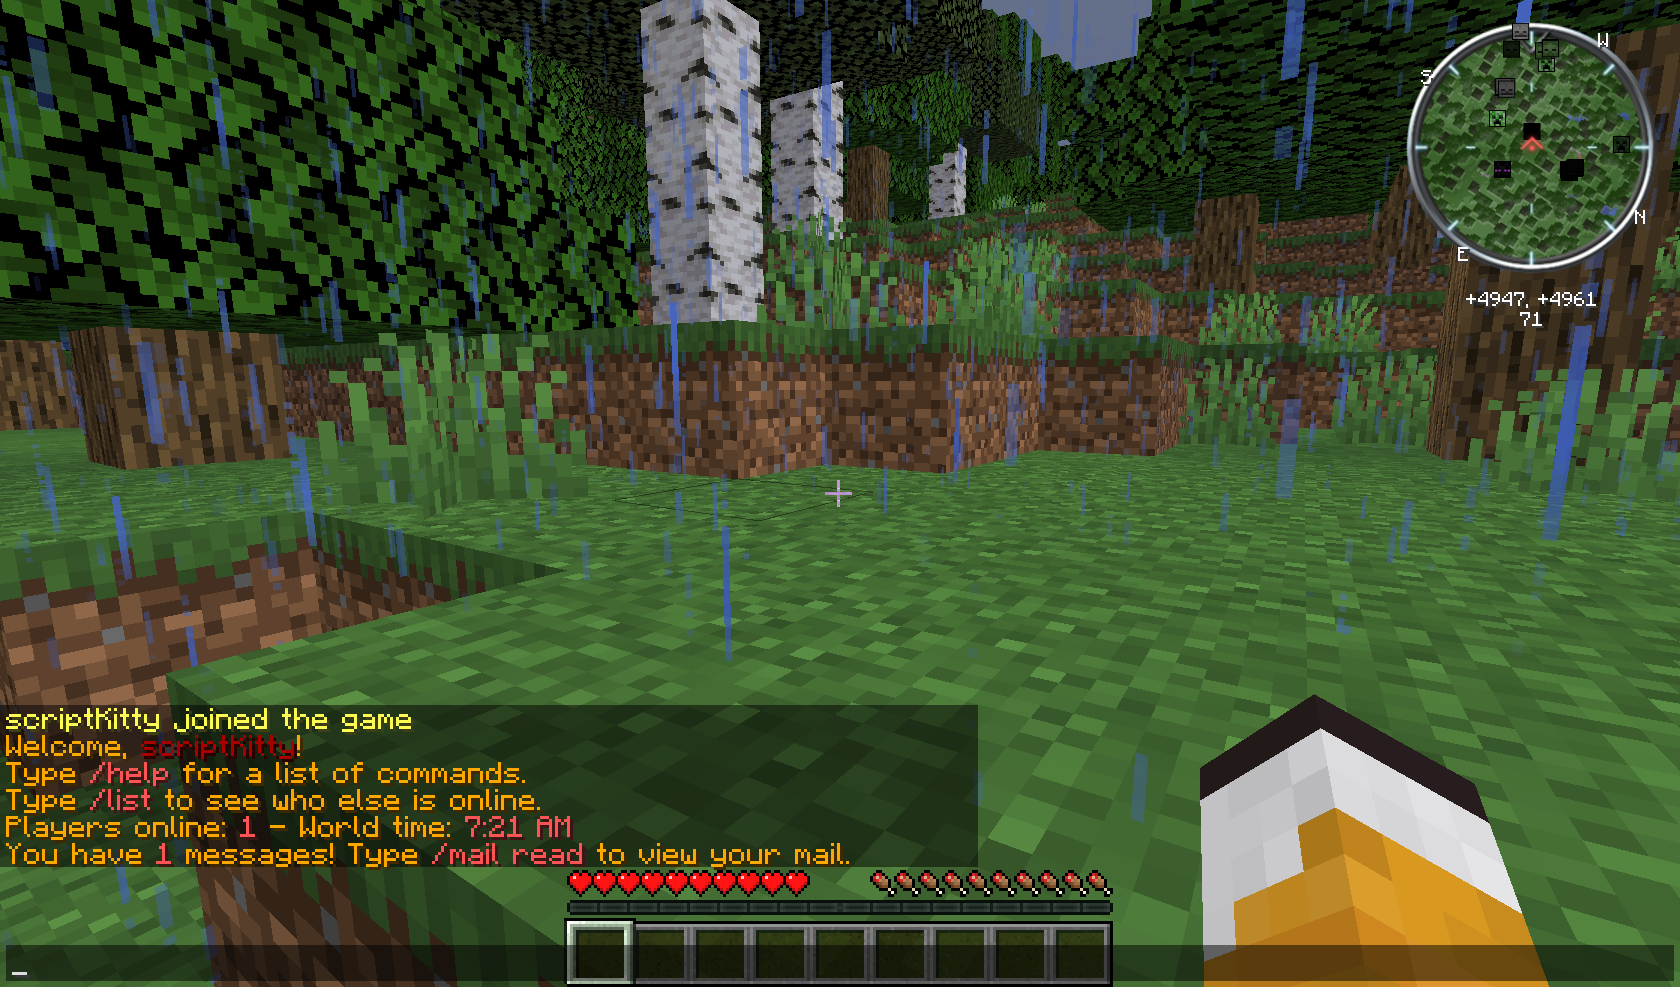 W
S
N
E
+4947, +4961
71
scriptKitty joined the game
Welcome, scriptKitty!
Type /help for a list of commands.
Type /list to see who else is online.
Players online: 1 - World time: 7:21 AM
You have 1 messages! Type /mail read to view your mail.
_